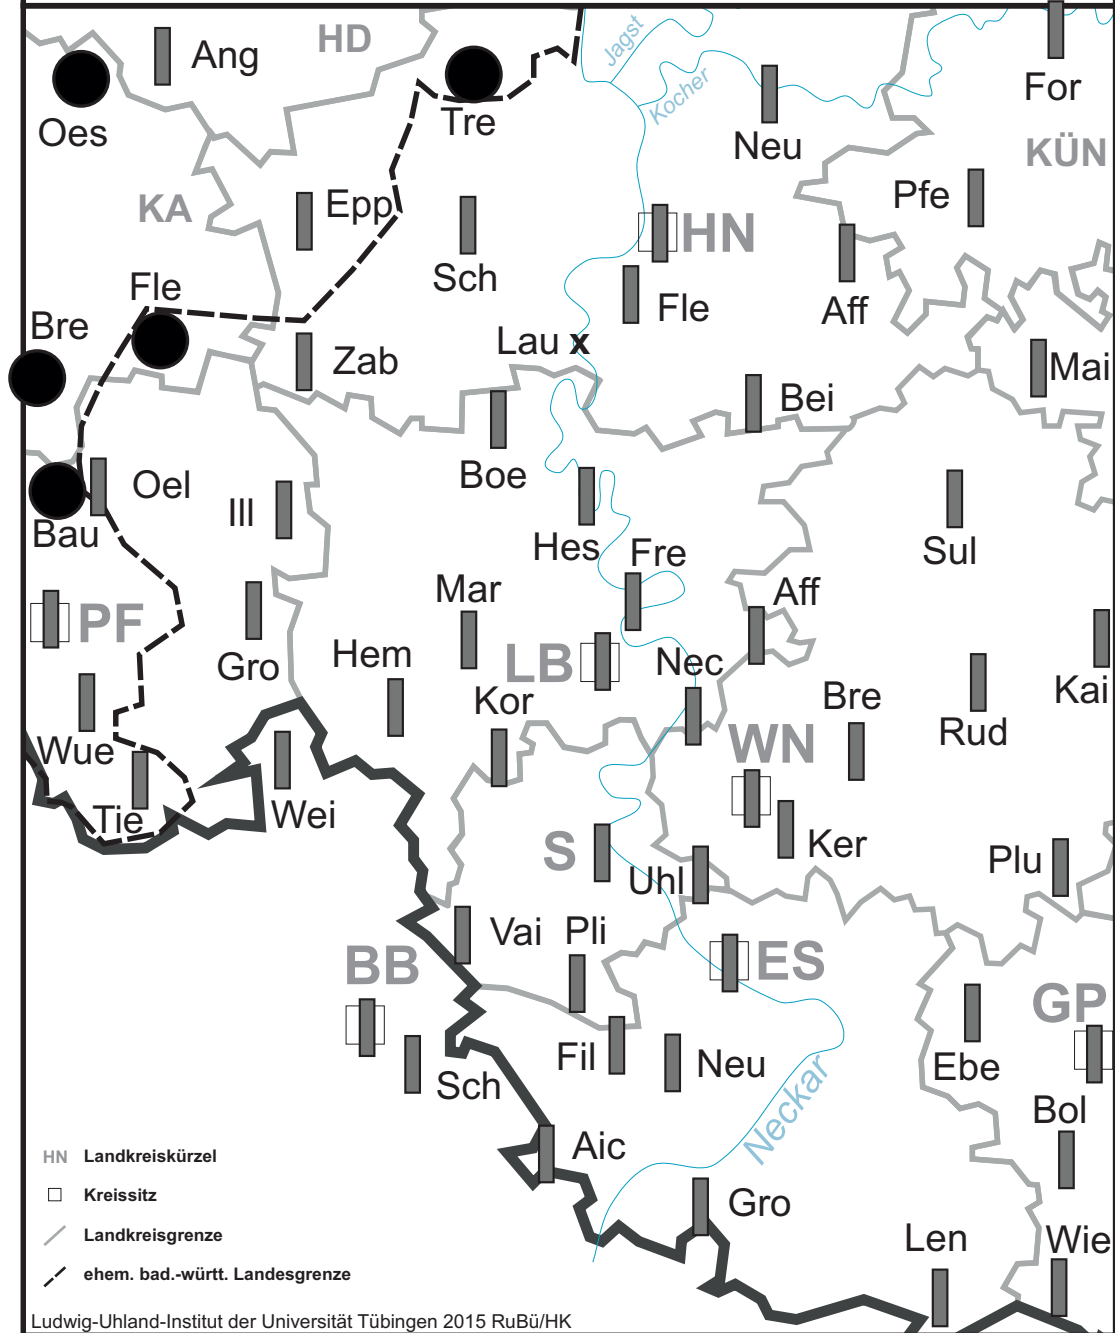 HD
Jagst
Ang
Kocher
For
Oes
Tre
Neu
KÜN
KA
Epp
Pfe
HN
Sch
Fle
Fle
Aff
Bre
Lau x
Zab
Mai
Bei
Boe
Oel
Ill
Bau
Hes
Sul
Fre
Mar
Aff
PF
Hem
LB
Nec
Gro
Kai
Kor
Bre
Rud
Wue
WN
Tie
Wei
S
Ker
Uhl
Plu
Vai
Pli
BB
ES
GP
Fil
Neu
Ebe
Sch
Neckar
Bol
Aic
Gro
Len
Wie
HN Landkreiskürzel
Kreissitz
Landkreisgrenze
ehem. bad.-württ. Landesgrenze
Ludwig-Uhland-Institut der Universität Tübingen 2015 RuBü/HK